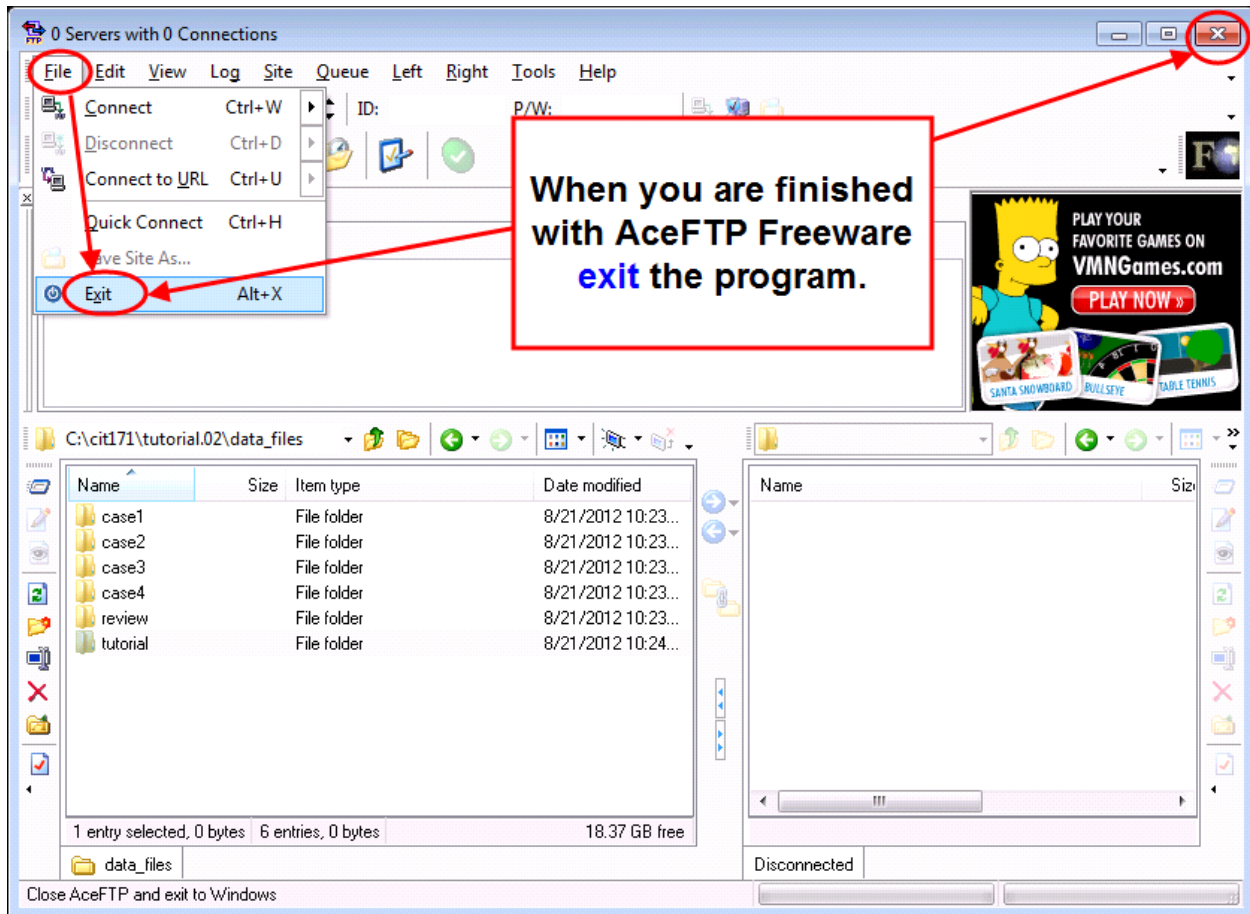 0 Servers with 0 Connections
File Edit View Log Site Queue Left Right Tools Help
Connect Ctrl+W
ID: P/W:
Disconnect Ctrl+D
Connect to URL Ctrl+U
Quick Connect Ctrl+H
Save Site As...
Exit Alt+X
When you are finished
with AceFTP Freeware
exit the program.
PLAY YOUR
FAVORITE GAMES ON
VMNGames.com
PLAY NOW »
SANTA SNOWBOARD BULLSEYE TABLE TENNIS
C:\cit171\tutorial.02\data_files
Name Size Item type Date modified
case1 File folder 8/21/2012 10:23...
case2 File folder 8/21/2012 10:23...
case3 File folder 8/21/2012 10:23...
case4 File folder 8/21/2012 10:23...
review File folder 8/21/2012 10:23...
tutorial File folder 8/21/2012 10:24...
1 entry selected, 0 bytes 6 entries, 0 bytes 18.37 GB free
data_files
Name Siz
Disconnected
Close AceFTP and exit to Windows